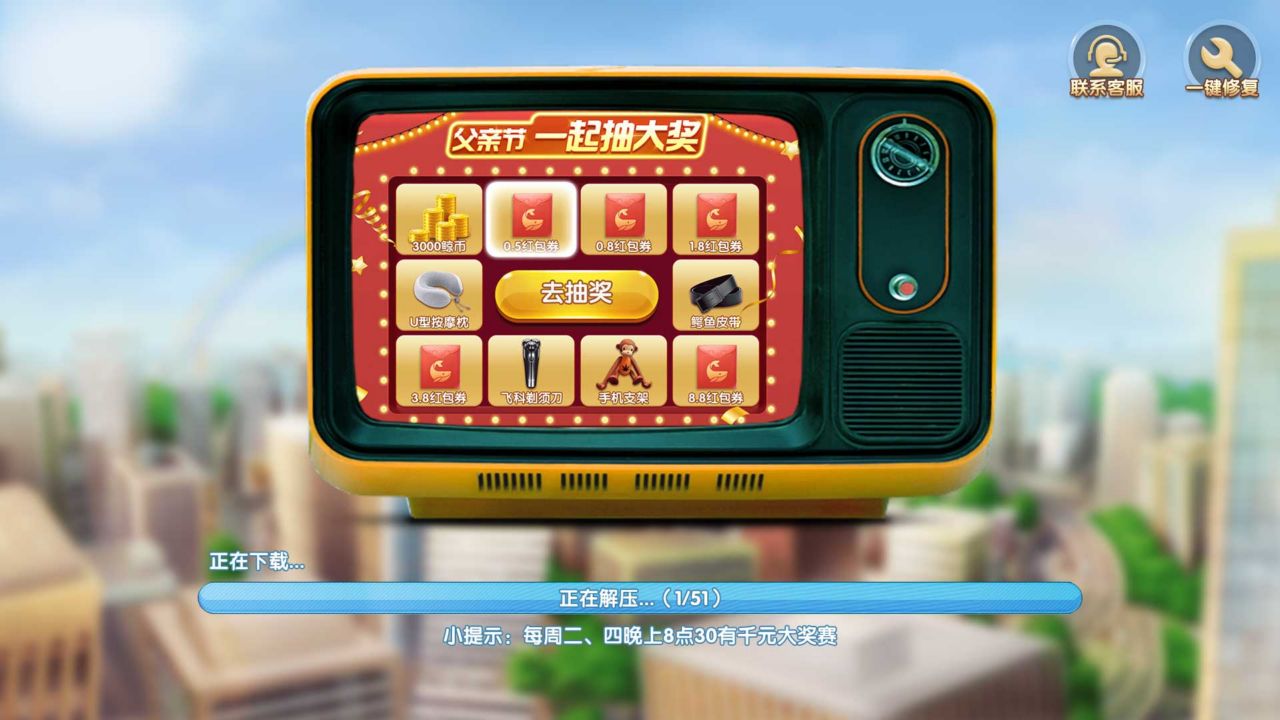 联系客服
一键修复
父亲节 一起抽大奖
3000鲸币
0.5红包券
0.8红包券
1.8红包券
U型按摩枕
去抽奖
鳄鱼皮带
3.8红包券
飞科剃须刀
手机支架
8.8红包券
正在下载...
正在解压...（1/51）
小提示：每周二、四晚上8点30有千元大奖赛